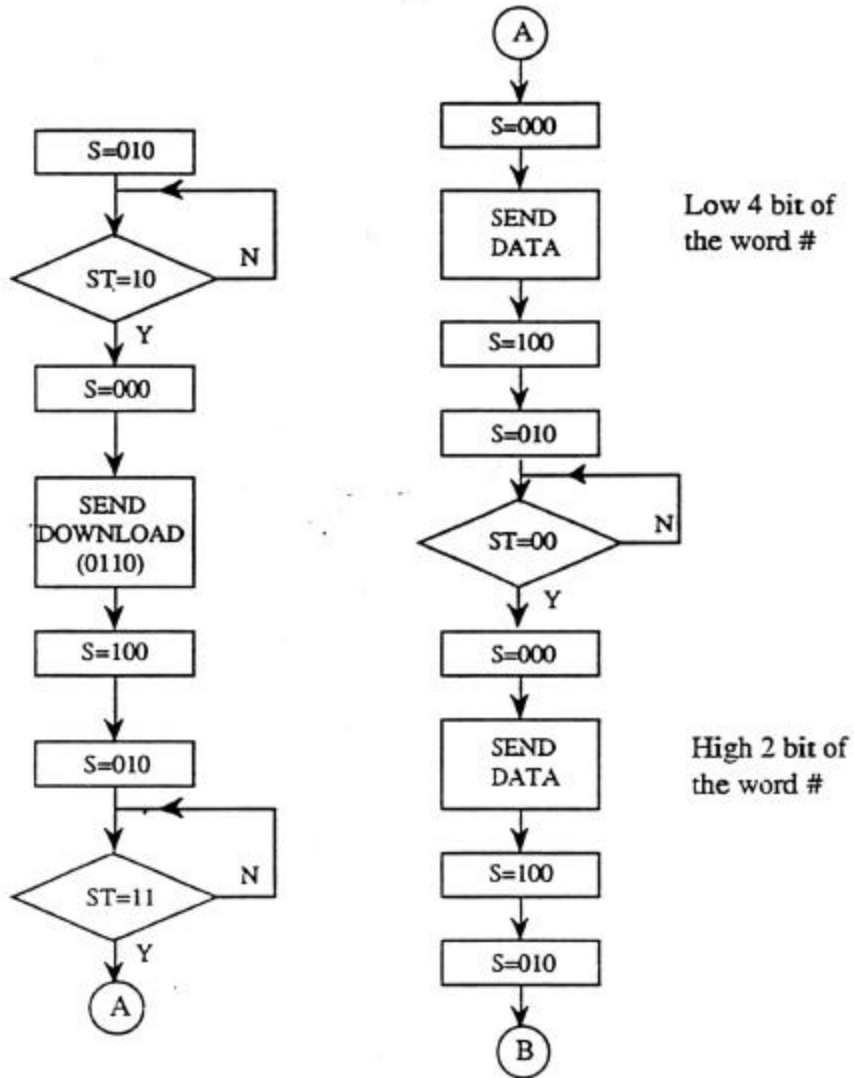 S=010
ST=10
N
Y
S=000
SEND
DOWNLOAD
(0110)
S=100
S=010
ST=11
N
Y
A
A
S=000
SEND
DATA
Low 4 bit of
the word #
S=100
S=010
ST=00
N
Y
S=000
SEND
DATA
High 2 bit of
the word #
S=100
S=010
B